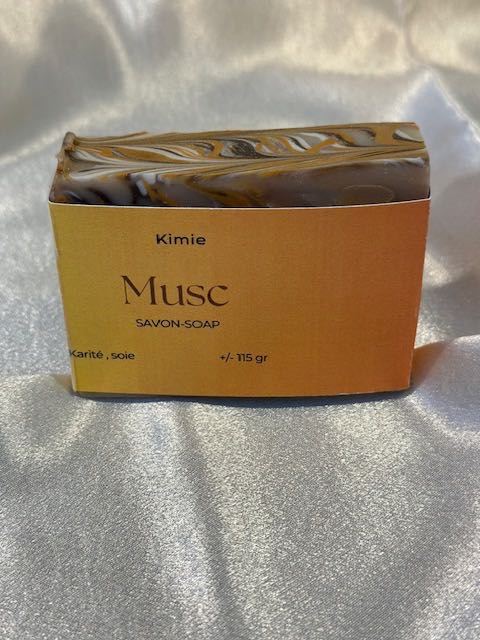 Kimie
Musc
SAVON-SOAP
Karité , soie +/- 115 gr